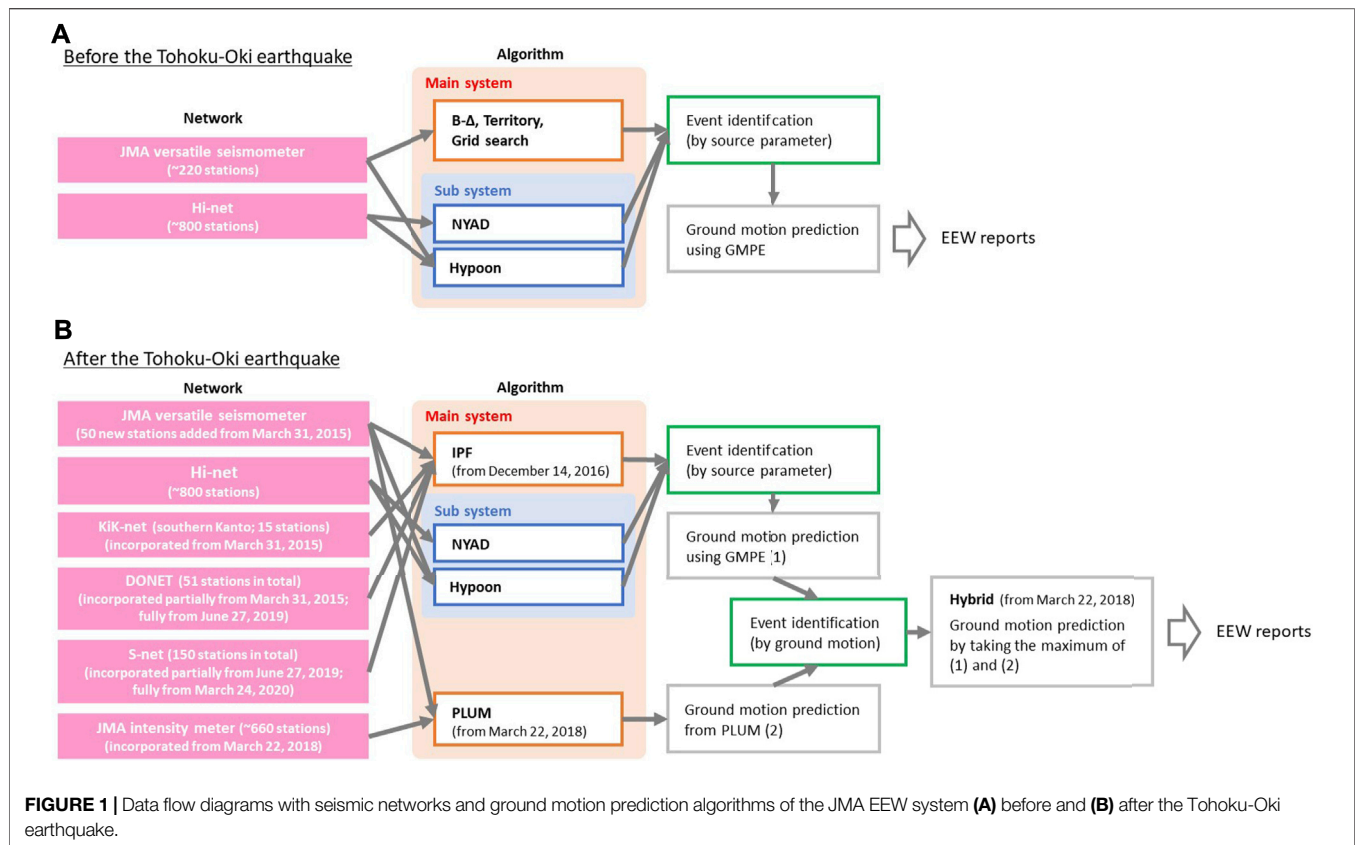 A
Before the Tohoku-Oki earthquake
Algorithm
Main system
Network
JMA versatile seismometer
(~220 stations)
Hi-net
(~800 stations)
B-Δ, Territory,
Grid search
Sub system
NYAD
Hypoon
Event identification
(by source parameter)
Ground motion prediction
using GMPE
EEW reports
B
After the Tohoku-Oki earthquake
Network
Algorithm
JMA versatile seismometer
(50 new stations added from March 31, 2015)
Hi-net
(~800 stations)
KiK-net (southern Kanto; 15 stations)
(incorporated from March 31, 2015)
DONET (51 stations in total)
(incorporated partially from March 31, 2015;
fully from June 27, 2019)
S-net (150 stations in total)
(incorporated partially from June 27, 2019;
fully from March 24, 2020)
JMA intensity meter (~660 stations)
(incorporated from March 22, 2018)
Main system
IPF
(from December 14, 2016)
Sub system
NYAD
Hypoon
PLUM
(from March 22, 2018)
Event identification
(by source parameter)
Ground motion prediction
using GMPE (1)
Event identification
(by ground motion)
Ground motion prediction
from PLUM (2)
Hybrid (from March 22, 2018)
Ground motion prediction
by taking the maximum of
(1) and (2)
EEW reports
FIGURE 1 | Data flow diagrams with seismic networks and ground motion prediction algorithms of the JMA EEW system (A) before and (B) after the Tohoku-Oki
earthquake.